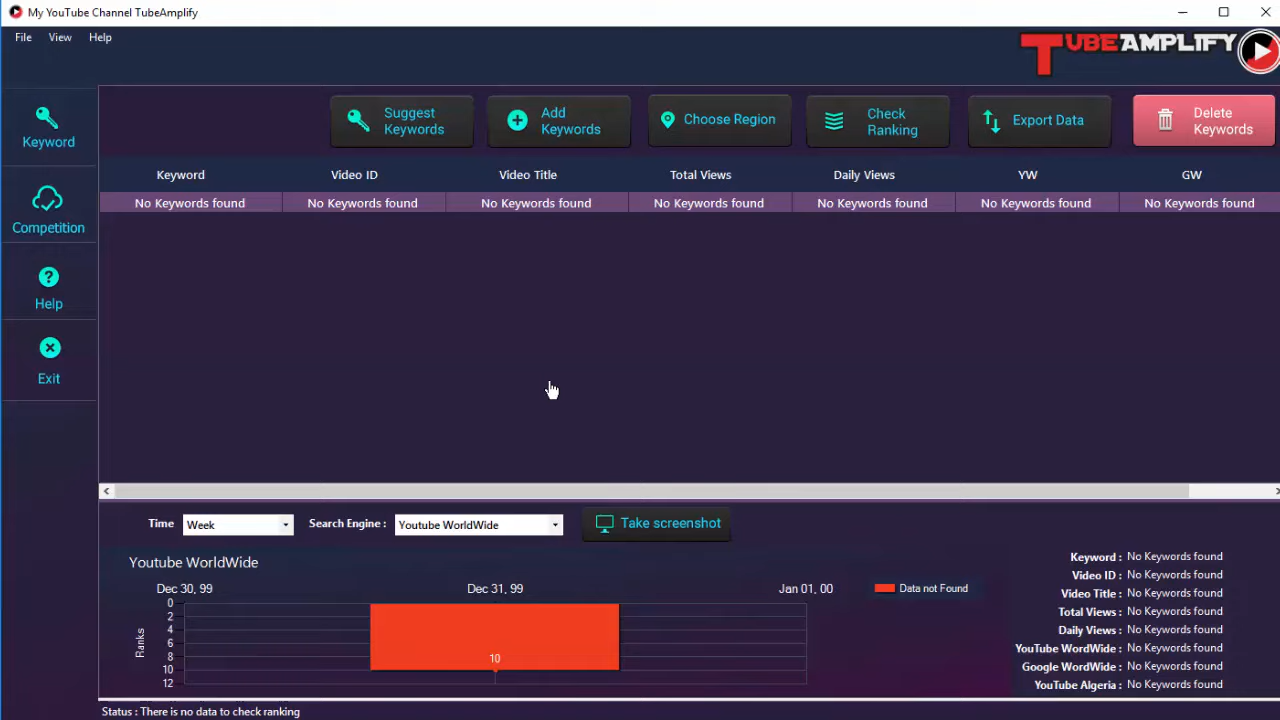 My YouTube Channel TubeAmplify
File View Help
TUBEAMPLIFY
Keyword
Competition
Help
Exit
Suggest Keywords
Add Keywords
Choose Region
Check Ranking
Export Data
Delete Keywords
Keyword Video ID Video Title Total Views Daily Views YW GW
No Keywords found No Keywords found No Keywords found No Keywords found No Keywords found No Keywords found No Keywords found
Time Week Search Engine : Youtube WorldWide Take screenshot
Youtube WorldWide
Dec 30, 99 Dec 31, 99 Jan 01, 00
Data not Found
Ranks
0
2
4
6
8
10
12
10
Keyword : No Keywords found
Video ID : No Keywords found
Video Title : No Keywords found
Total Views : No Keywords found
Daily Views : No Keywords found
YouTube WordWide : No Keywords found
Google WordWide : No Keywords found
YouTube Algeria : No Keywords found
Status : There is no data to check ranking